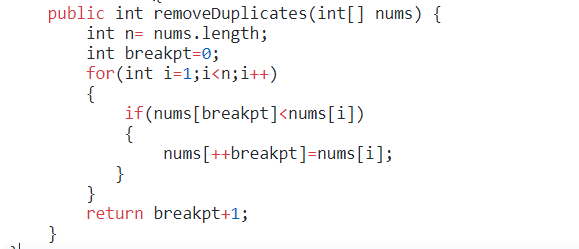 public int removeDuplicates(int[] nums) {
int n= nums.length;
int breakpt=0;
for(int i=1;i<n;i++)
{
if(nums[breakpt]<nums[i])
{
nums[++breakpt]=nums[i];
}
}
return breakpt+1;
}